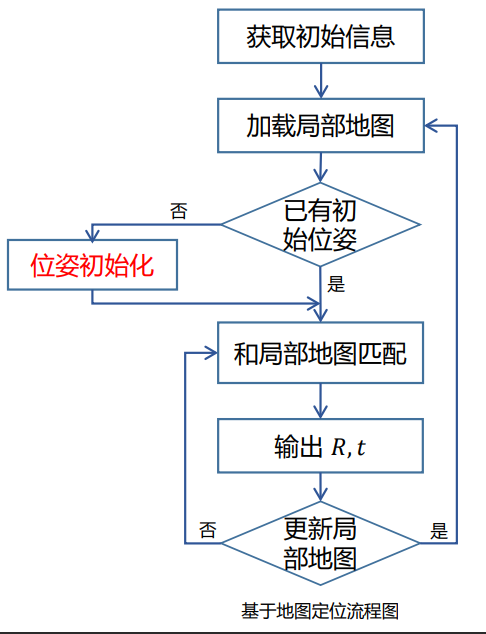 获取初始信息
加载局部地图
已有初
始位姿
否
位姿初始化
是
和局部地图匹配
输出 R, t
更新局
部地图
否
是
基于地图定位流程图